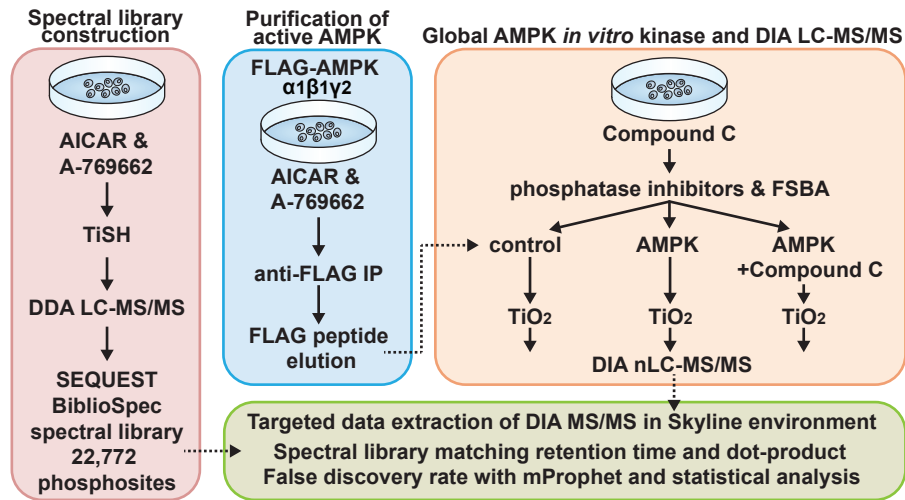 Spectral library
construction
AICAR &
A-769662
TiSH
DDA LC-MS/MS
SEQUEST
BiblioSpec
spectral library
22,772
phosphosites
Purification of
active AMPK
FLAG-AMPK
α1β1γ2
AICAR &
A-769662
anti-FLAG IP
FLAG peptide
elution
Global AMPK in vitro kinase and DIA LC-MS/MS
Compound C
phosphatase inhibitors & FSBA
control AMPK AMPK
+Compound C
TiO2 TiO2 TiO2
DIA nLC-MS/MS
Targeted data extraction of DIA MS/MS in Skyline environment
Spectral library matching retention time and dot-product
False discovery rate with mProphet and statistical analysis